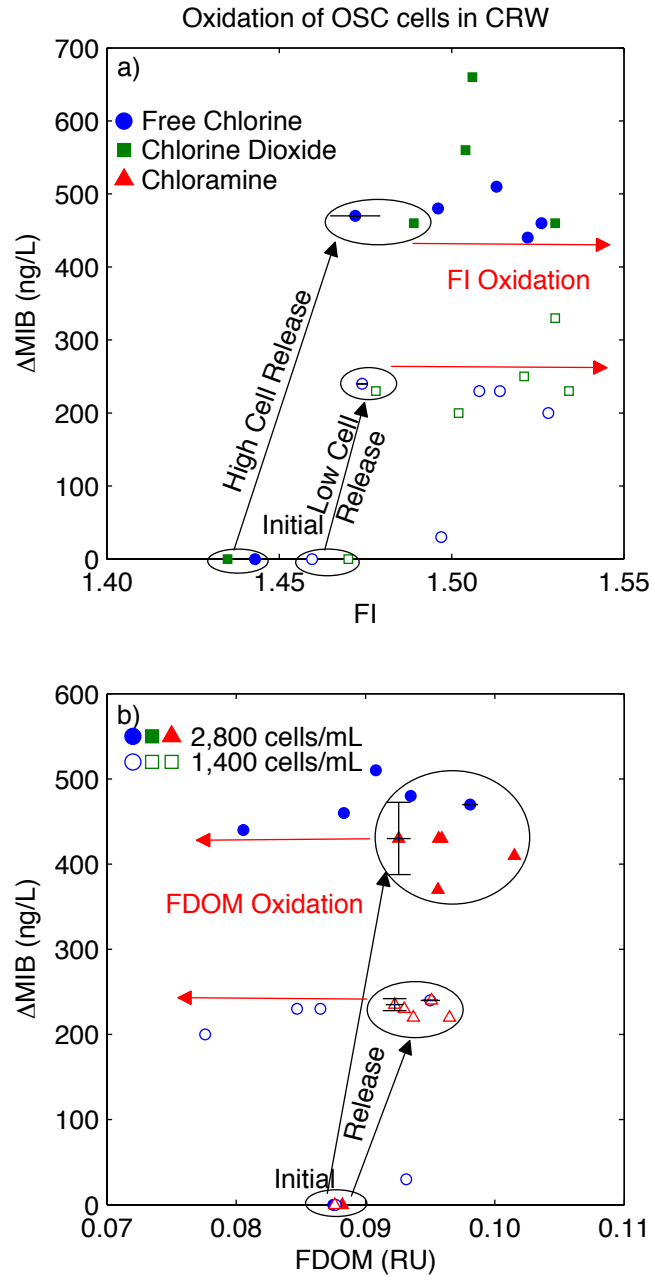 Oxidation of OSC cells in CRW
a)
700
600
500
400
300
200
100
0
ΔMIB (ng/L)
Free Chlorine
Chlorine Dioxide
Chloramine
FI Oxidation
High Cell Release
Low Cell
Release
Initial
1.40
1.45
1.50
1.55
FI
b)
600
500
400
300
200
100
0
ΔMIB (ng/L)
2,800 cells/mL
1,400 cells/mL
FDOM Oxidation
Release
Initial
0.07
0.08
0.09
0.10
0.11
FDOM (RU)